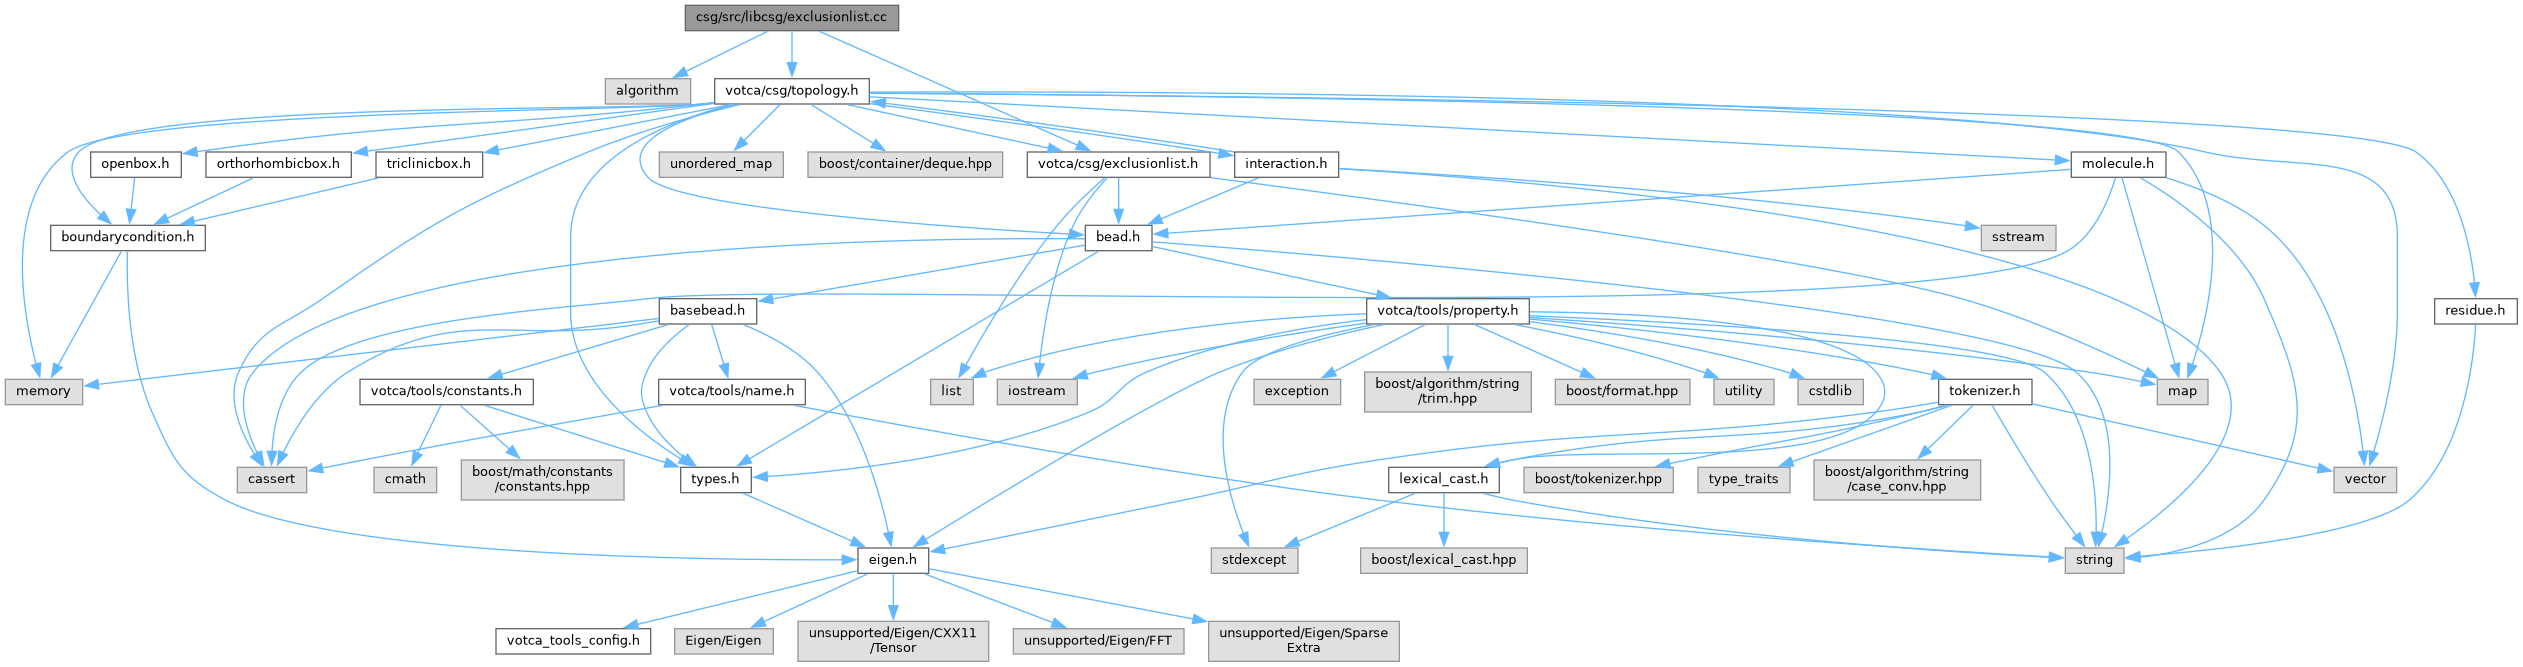 csg/src/libcsg/exclusionlist.cc
algorithm
votca/csg/topology.h
openbox.h
orthorhombicbox.h
triclinicbox.h
unordered_map
boost/container/deque.hpp
votca/csg/exclusionlist.h
interaction.h
molecule.h
boundarycondition.h
bead.h
sstream
basebead.h
votca/tools/property.h
residue.h
memory
votca/tools/constants.h
votca/tools/name.h
list
iostream
exception
boost/algorithm/string
/trim.hpp
boost/format.hpp
utility
cstdlib
tokenizer.h
map
cassert
cmath
boost/math/constants
/constants.hpp
types.h
lexical_cast.h
boost/tokenizer.hpp
type_traits
boost/algorithm/string
/case_conv.hpp
vector
eigen.h
stdexcept
boost/lexical_cast.hpp
string
votca_tools_config.h
Eigen/Eigen
unsupported/Eigen/CXX11
/Tensor
unsupported/Eigen/FFT
unsupported/Eigen/Sparse
Extra